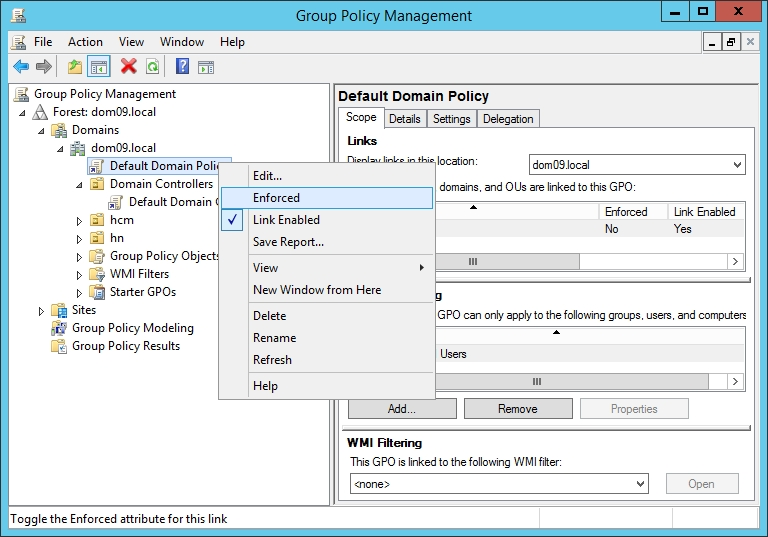 Group Policy Management
File Action View Window Help
Group Policy Management
Forest: dom09.local
Domains
dom09.local
Default Domain Polic
Domain Controllers
Default Domain
hcm
hn
Group Policy Objects
WMI Filters
Starter GPOs
Sites
Group Policy Modeling
Group Policy Results
Edit...
Enforced
Link Enabled
Save Report...
View
New Window from Here
Delete
Rename
Refresh
Help
Default Domain Policy
Scope Details Settings Delegation
Links
Display links in this location: dom09.local
domains, and OUs are linked to this GPO:
Enforced Link Enabled
No Yes
GPO can only apply to the following groups, users, and computers
Users
Add... Remove Properties
WMI Filtering
This GPO is linked to the following WMI filter:
<none> Open
Toggle the Enforced attribute for this link